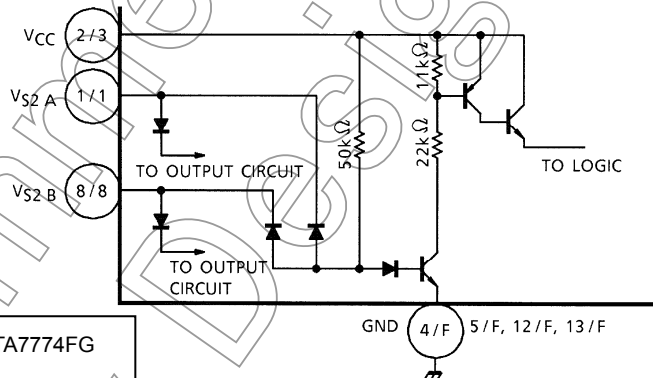 VCC 2/3
VS2 A 1/1
VS2 B 8/8
TO OUTPUT CIRCUIT
TO OUTPUT
CIRCUIT
50kΩ
11kΩ
22kΩ
TO LOGIC
GND 4/F 5/F, 12/F, 13/F
TA7774FG